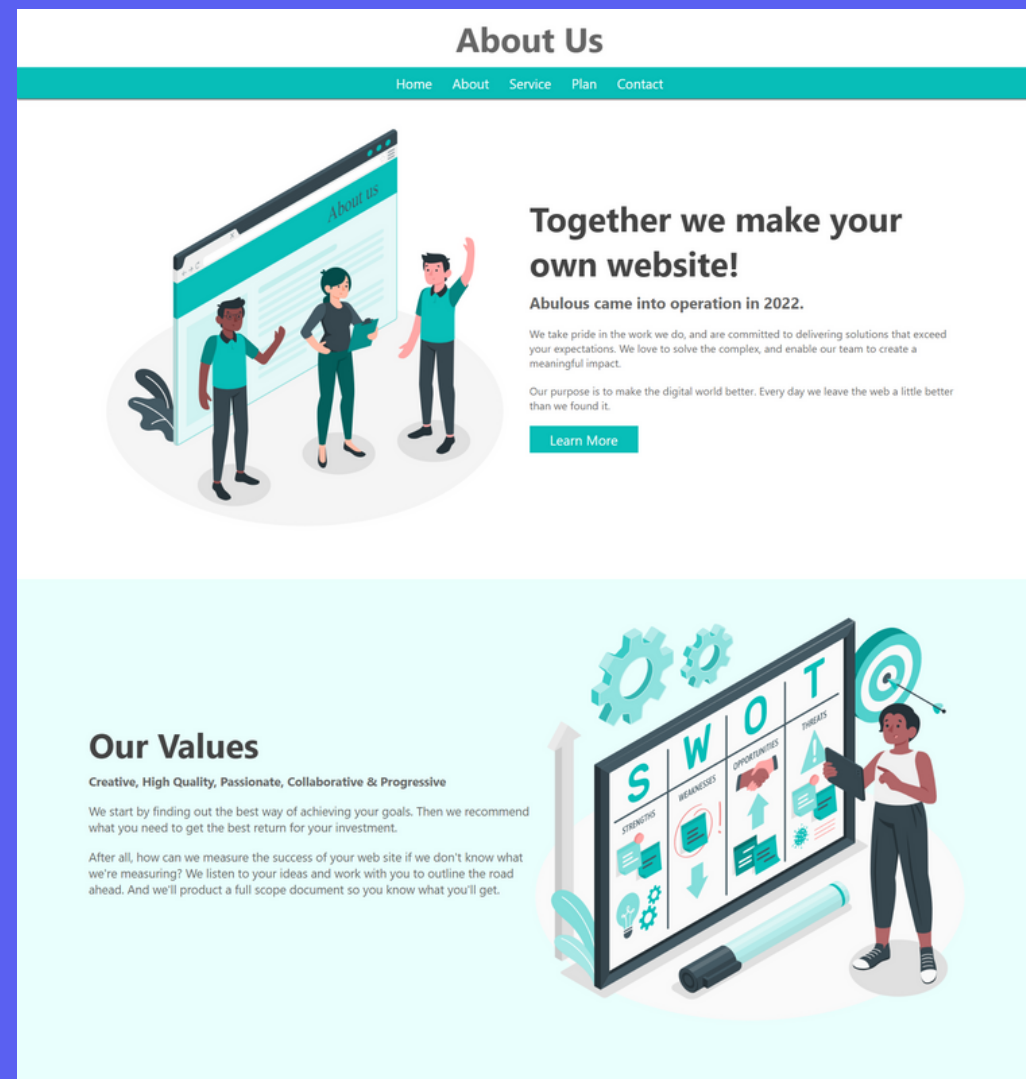 About Us
Home About Service Plan Contact
About us
Together we make your
own website!
Abulous came into operation in 2022.
We take pride in the work we do, and are committed to delivering solutions that exceed
your expectations. We love to solve the complex, and enable our team to create a
meaningful impact.
Our purpose is to make the digital world better. Every day we leave the web a little better
than we found it.
Learn More
Our Values
Creative, High Quality, Passionate, Collaborative & Progressive
We start by finding out the best way of achieving your goals. Then we recommend
what you need to get the best return for your investment.
After all, how can we measure the success of your web site if we don't know what
we're measuring? We listen to your ideas and work with you to outline the road
ahead. And we'll product a full scope document so you know what you'll get.
S W O T
STRENGTHS WEAKNESSES OPPORTUNITIES THREATS